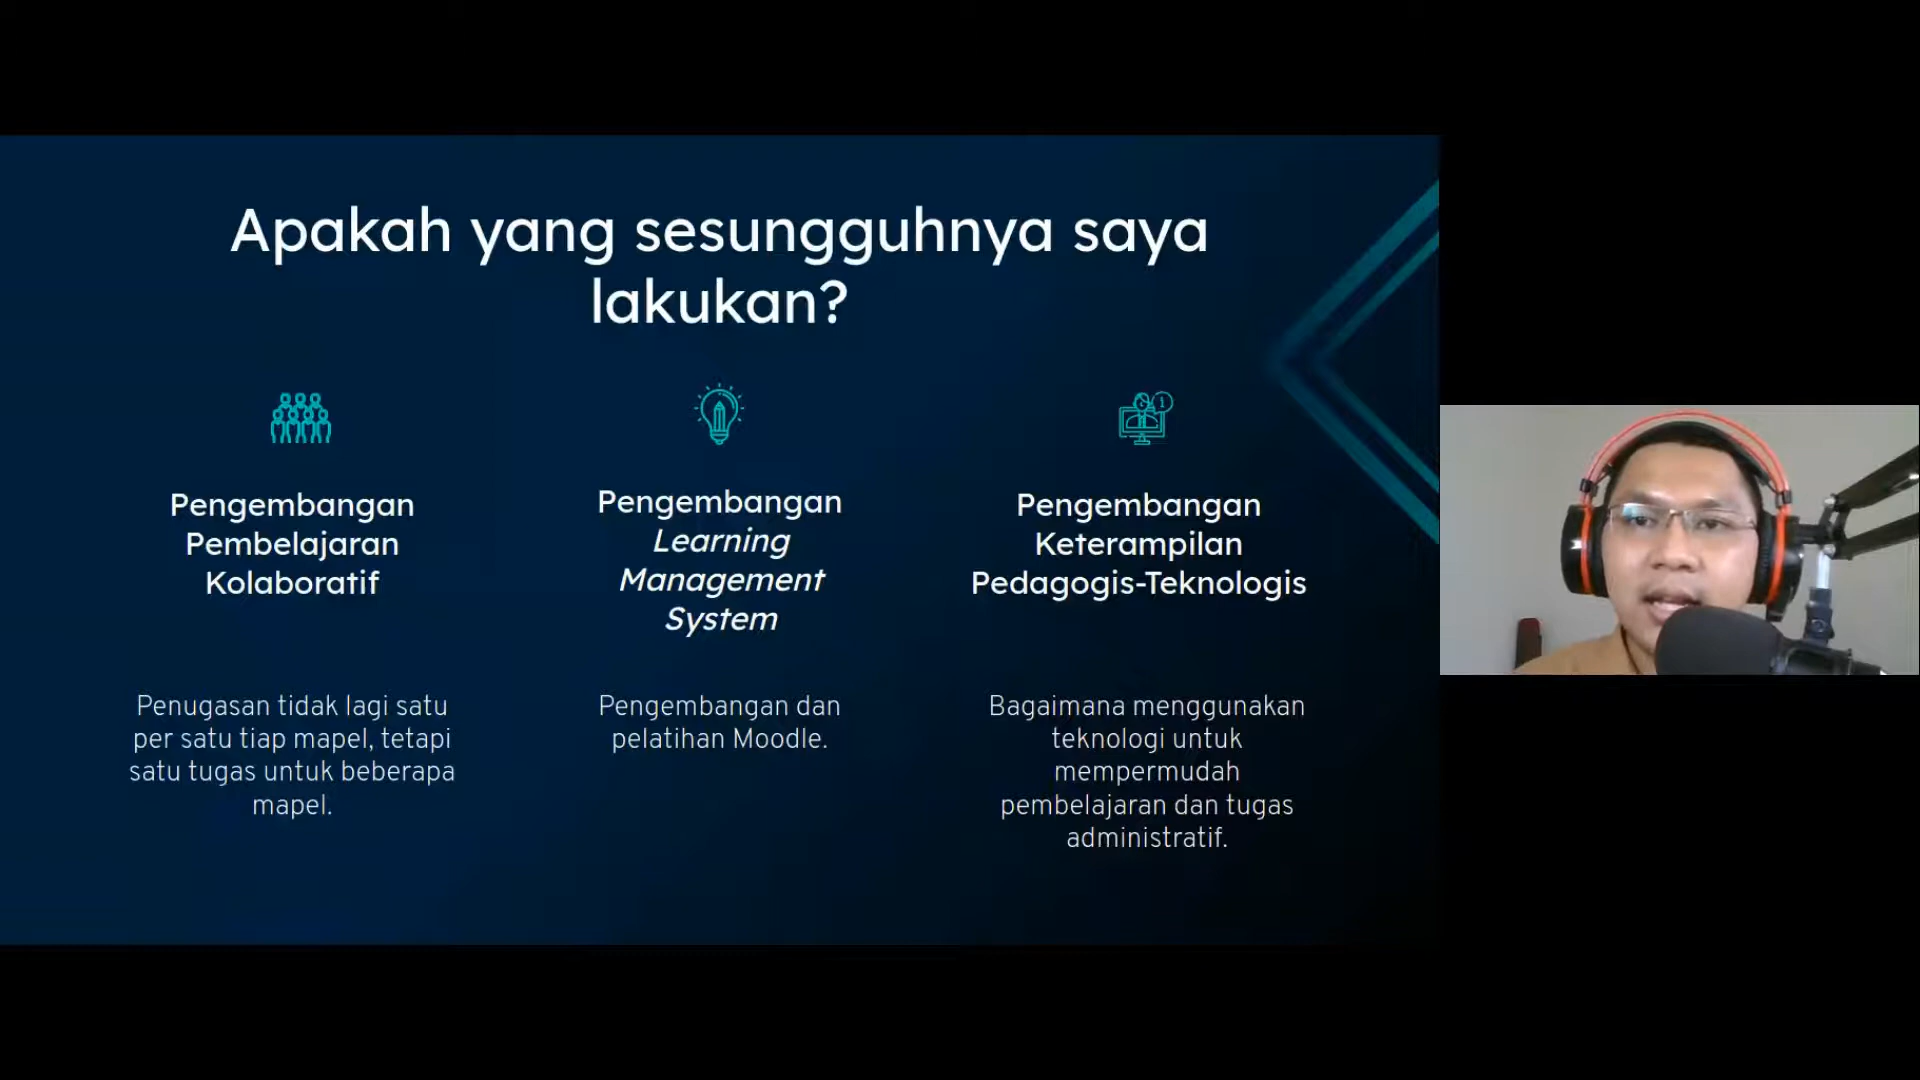 Apakah yang sesungguhnya saya
lakukan?
Pengembangan
Pembelajaran
Kolaboratif
Penugasan tidak lagi satu
per satu tiap mapel, tetapi
satu tugas untuk beberapa
mapel.
Pengembangan
Learning
Management
System
Pengembangan dan
pelatihan Moodle.
Pengembangan
Keterampilan
Pedagogis-Teknologis
Bagaimana menggunakan
teknologi untuk
mempermudah
pembelajaran dan tugas
administratif.